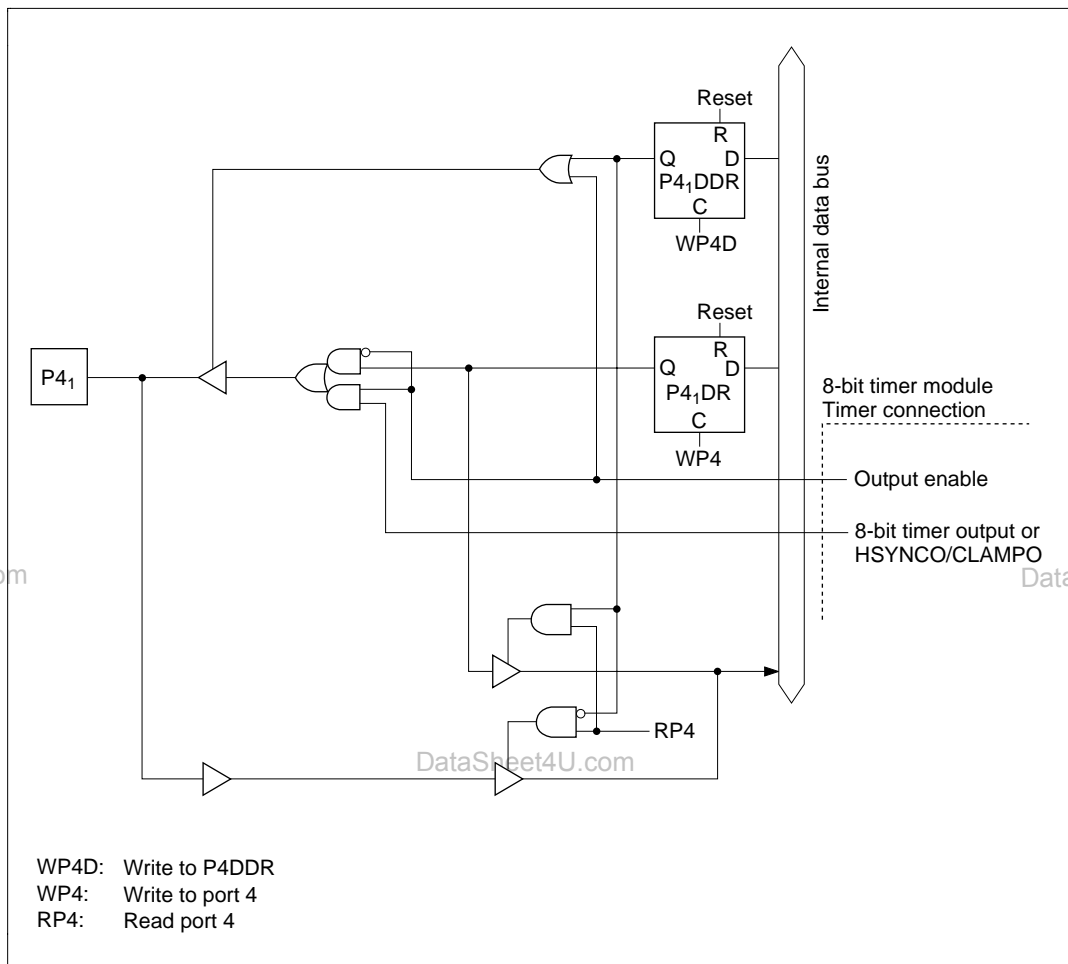 Reset
R
Q D
P4₁DDR
C
WP4D
Internal data bus
Reset
R
Q D
P4₁DR
C
WP4
P4₁
8-bit timer module
Timer connection
Output enable
8-bit timer output or
HSYNCO/CLAMPO
om
Data
RP4
DataSheet4U.com
WP4D: Write to P4DDR
WP4: Write to port 4
RP4: Read port 4